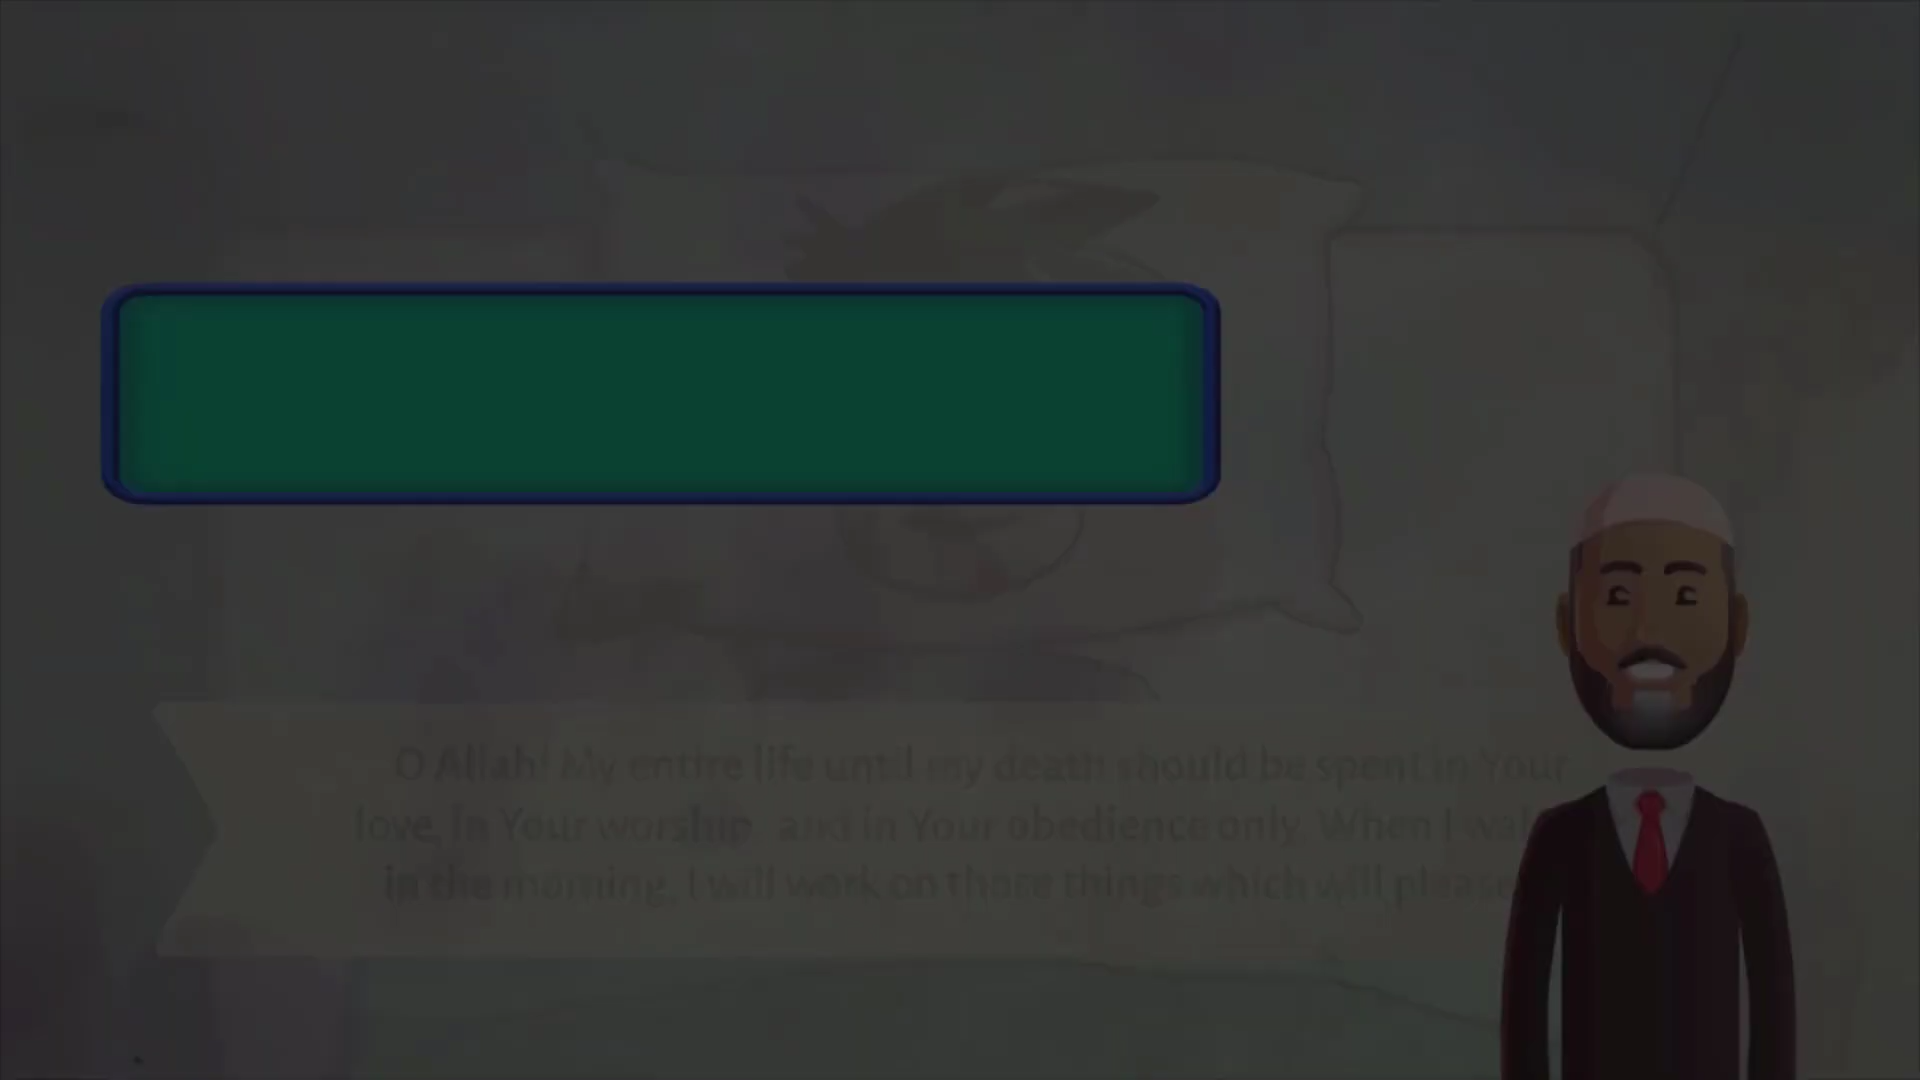 O Allah! My entire life until my death should be spent in Your
love, in Your worship and in Your obedience only. When I
in the morning, I will work on those things which will please